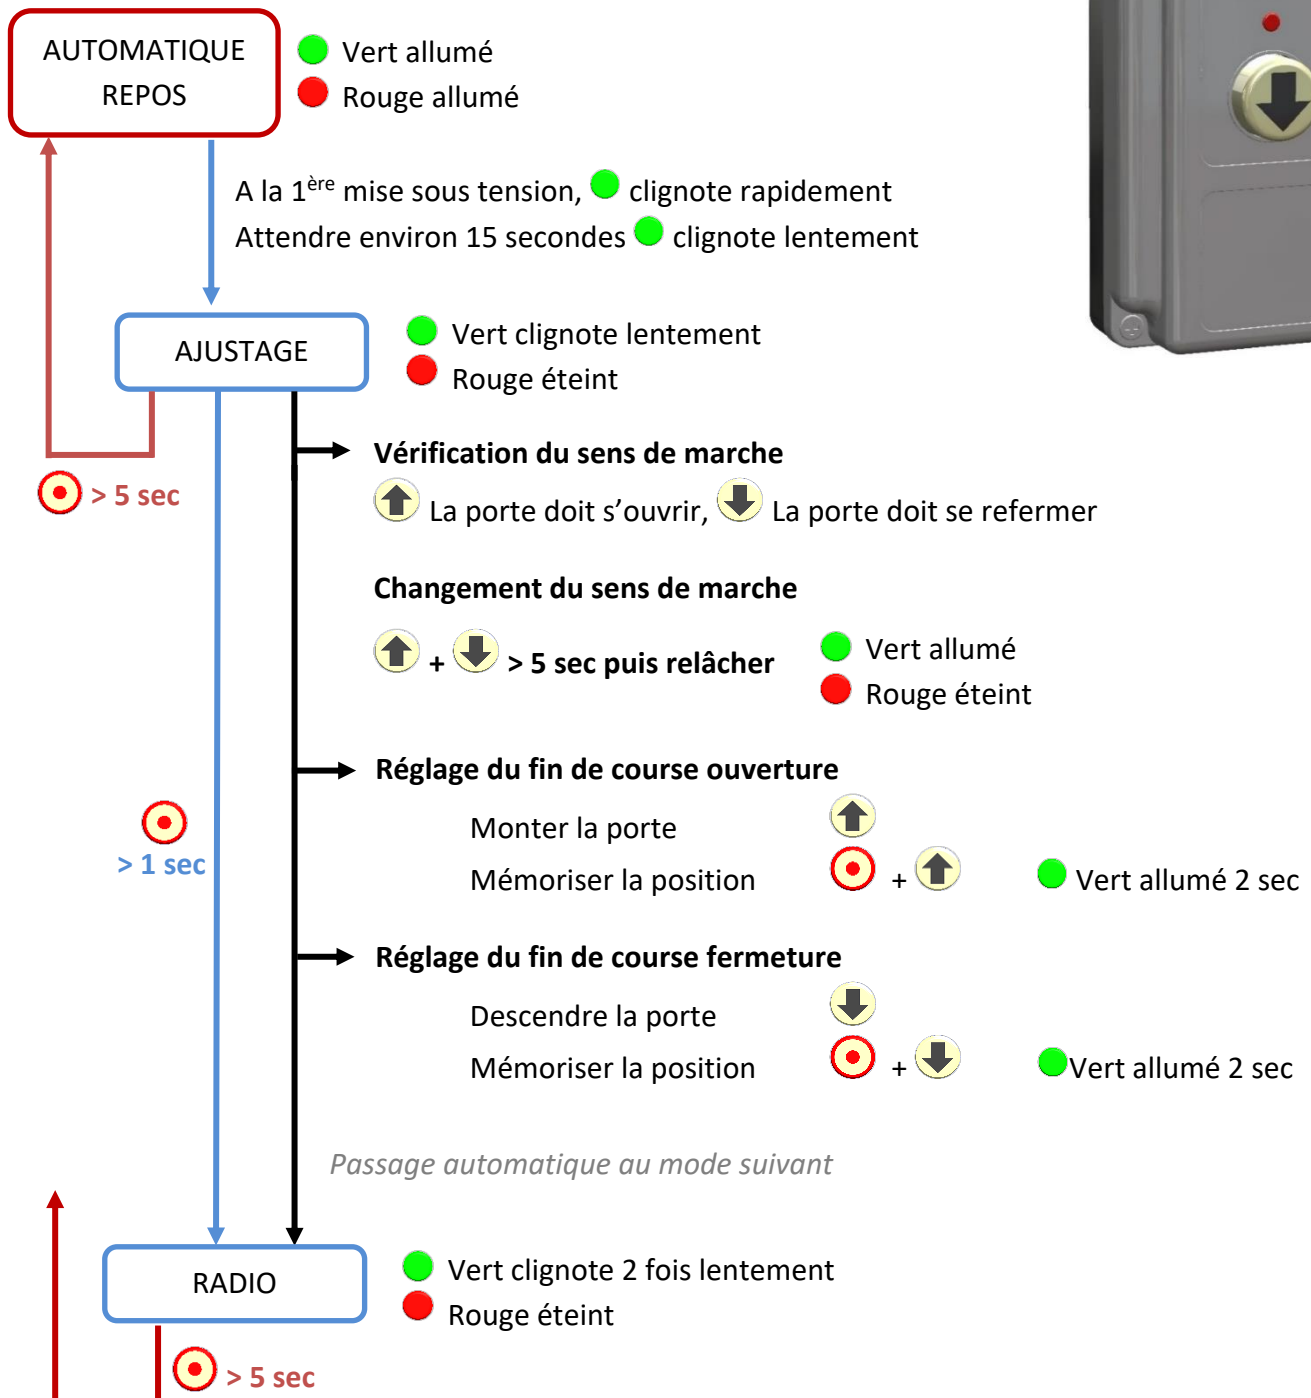 AUTOMATIQUE
REPOS
Vert allumé
Rouge allumé
A la 1ère mise sous tension, clignote rapidement
Attendre environ 15 secondes clignote lentement
AJUSTAGE
Vert clignote lentement
Rouge éteint
> 5 sec
Vérification du sens de marche
La porte doit s’ouvrir, La porte doit se refermer
Changement du sens de marche
+ > 5 sec puis relâcher
Vert allumé
Rouge éteint
Réglage du fin de course ouverture
Monter la porte
> 1 sec
Mémoriser la position + Vert allumé 2 sec
Réglage du fin de course fermeture
Descendre la porte
Mémoriser la position + Vert allumé 2 sec
Passage automatique au mode suivant
RADIO
Vert clignote 2 fois lentement
Rouge éteint
> 5 sec